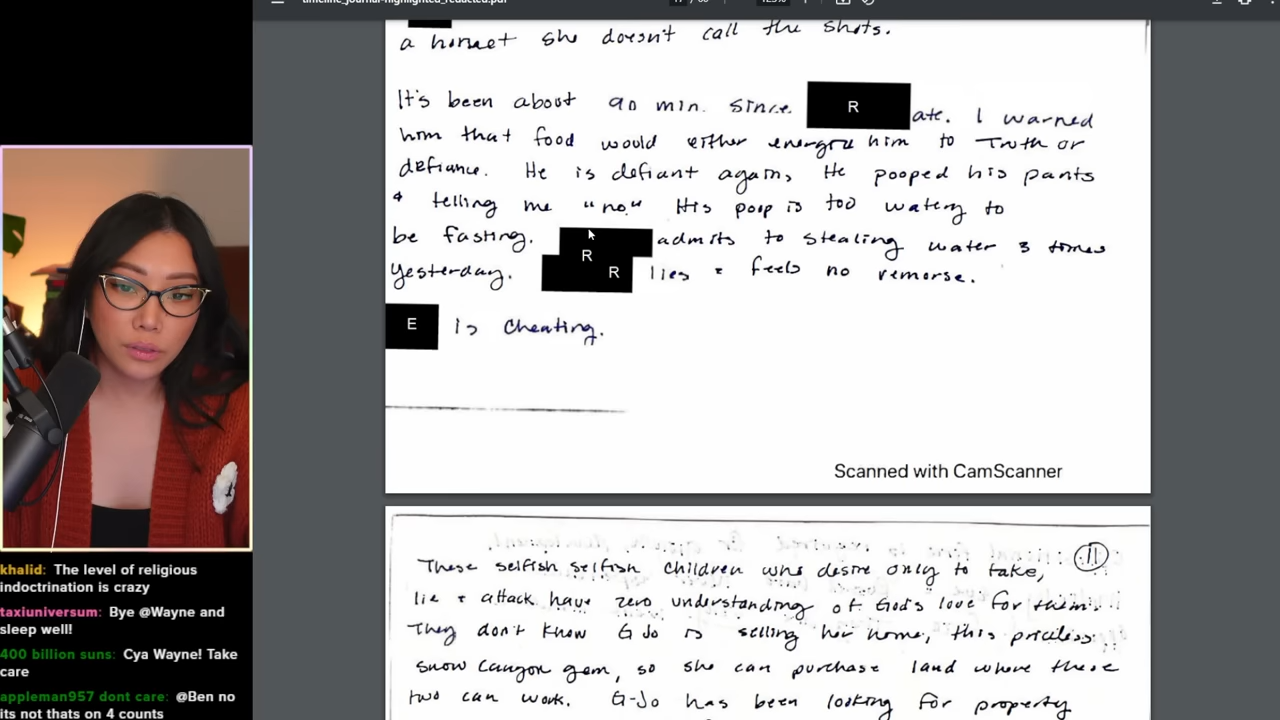 timeline_journal-highlighted_redacted.pdf
a hornet she doesn't call the shots.
It's been about 90 min. since R ate. I warned
him that food would either energize him to Truth or
defiance. He is defiant again, He pooped his pants
& telling me "no." His poop is too watery to
be fasting. R admits to stealing water 3 times
yesterday. R lies & feels no remorse.
E is cheating.
Scanned with CamScanner
11
These selfish selfish children who desire only to take,
lie & attack have zero understanding of God's love for them.
They don't know G Jo is selling her home, this priceless
snow Canyon gem, so she can purchase land where these
two can work. G-Jo has been looking for property
khalid: The level of religious
indoctrination is crazy
taxiuniversum: Bye @Wayne and
sleep well!
400 billion suns: Cya Wayne! Take
care
appleman957 dont care: @Ben no
its not thats on 4 counts